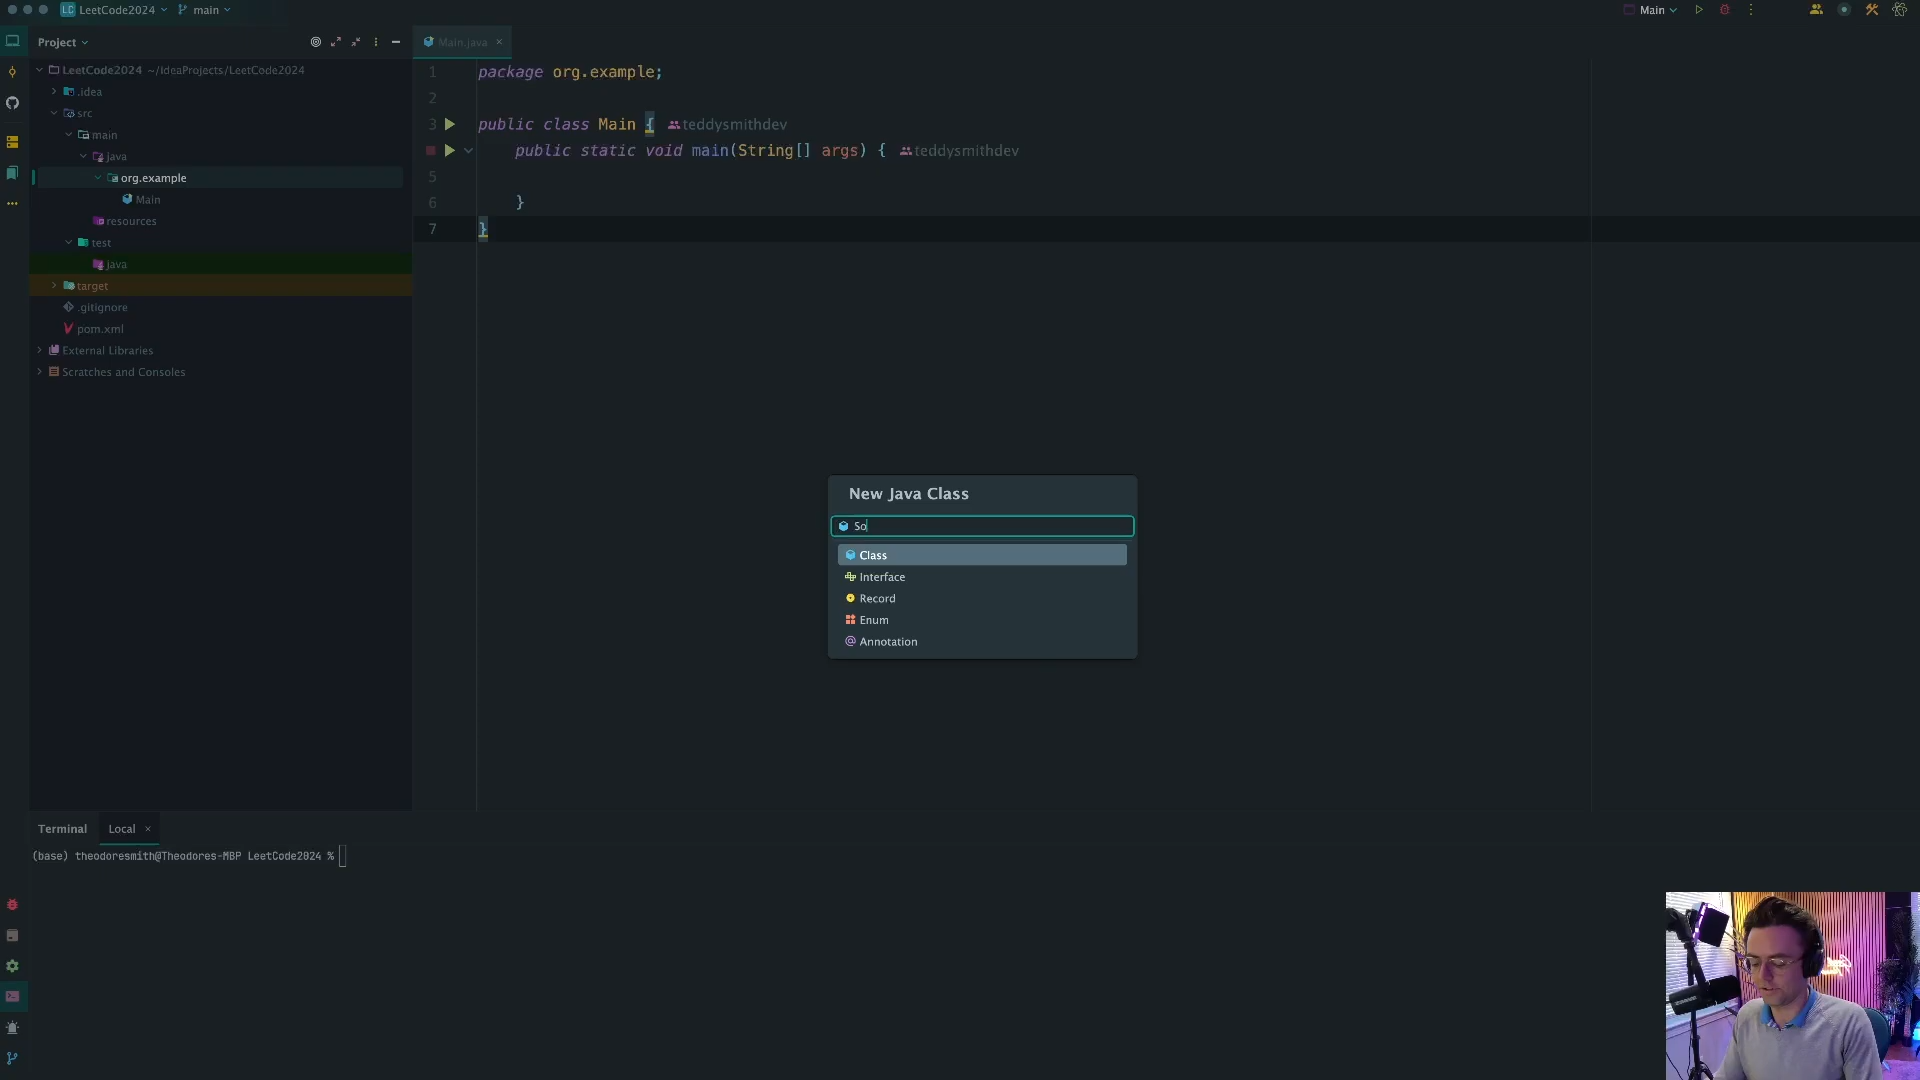 LC LeetCode2024 main Main
Project
Main.java
LeetCode2024 ~/IdeaProjects/LeetCode2024
.idea
src
main
java
org.example
Main
resources
test
java
target
.gitignore
pom.xml
External Libraries
Scratches and Consoles
1 package org.example;
2
3 public class Main { teddysmithdev
public static void main(String[] args) { teddysmithdev
5
6 }
7 }
New Java Class
So
Class
Interface
Record
Enum
Annotation
Terminal Local
(base) theodoresmith@Theodores-MBP LeetCode2024 %